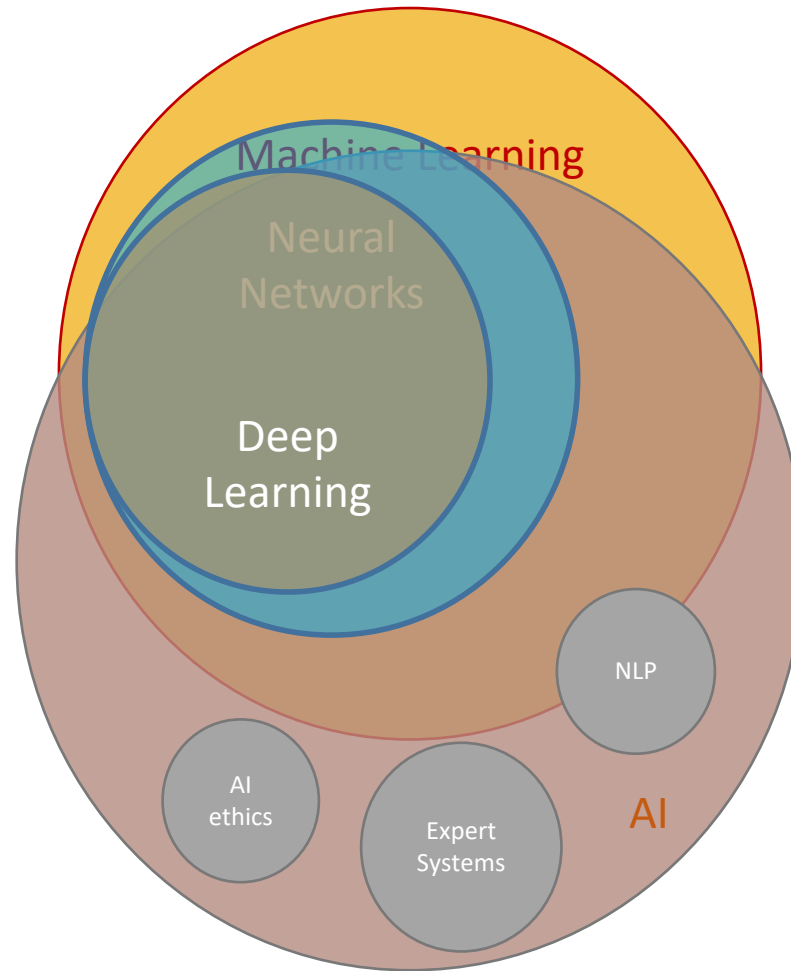 Machine Learning
Neural
Networks
Deep
Learning
NLP
AI
ethics
Expert
Systems
AI